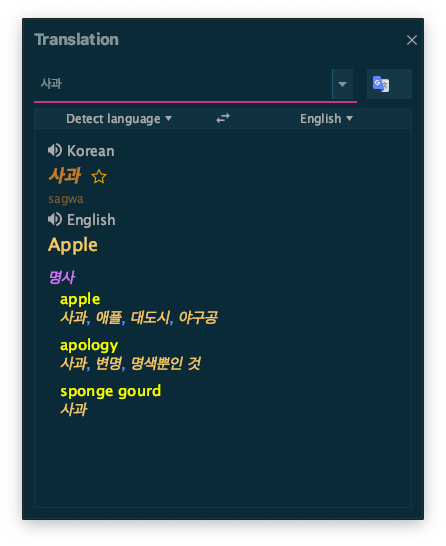 Translation
사과
Detect language
English
Korean
사과
sagwa
English
Apple
명사
apple
사과, 애플, 대도시, 야구공
apology
사과, 변명, 명색뿐인 것
sponge gourd
사과